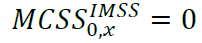 $MCSS_{0,x}^{IMSS} = 0$